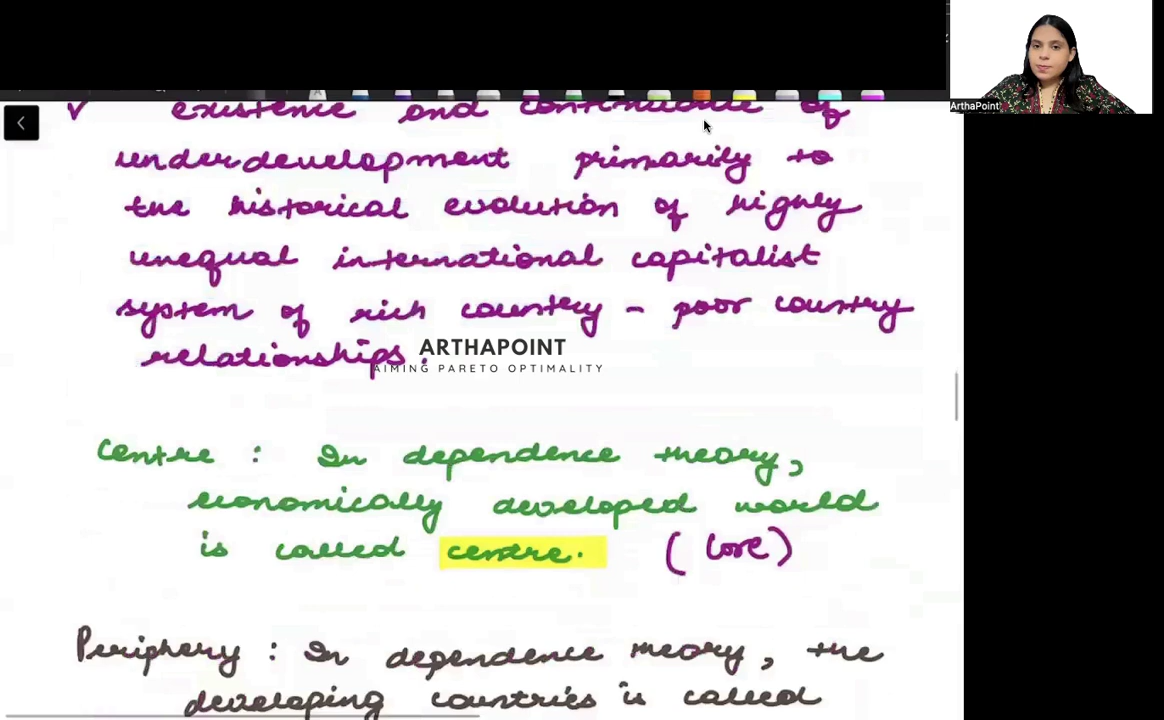 ArthaPoint
existence and continuance of
underdevelopment primarily to
the historical evolution of highly
unequal international capitalist
system of rich country - poor country
relationships.
ARTHAPOINT
AIMING PARETO OPTIMALITY
Centre : In dependence theory,
economically developed world
is called centre. (Core)
Periphery : In dependence theory, the
developing countries is called